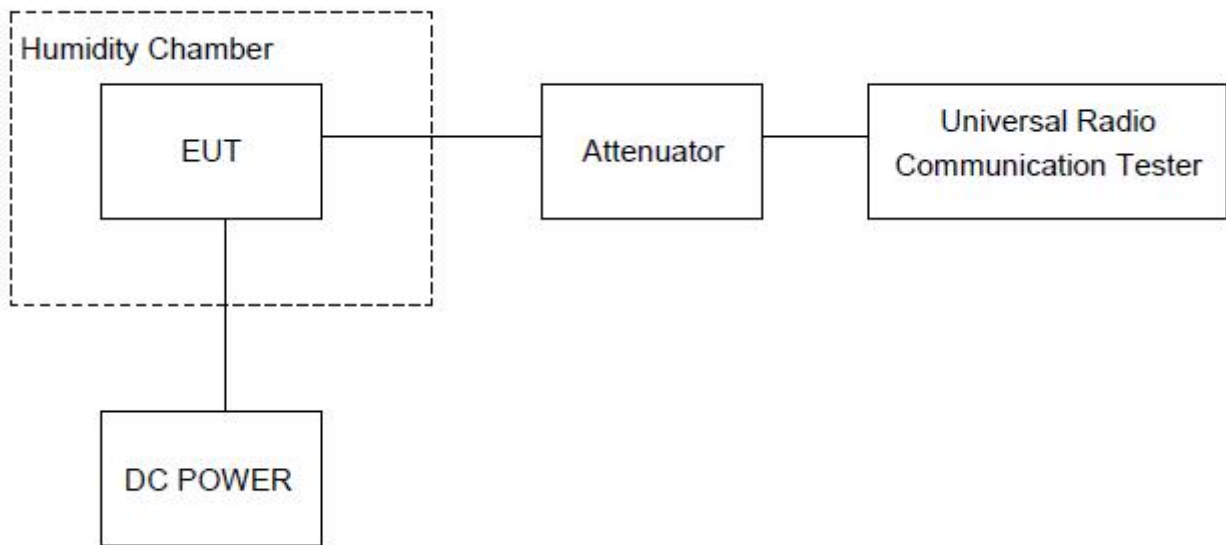 Humidity Chamber
EUT
Attenuator
Universal Radio
Communication Tester
DC POWER